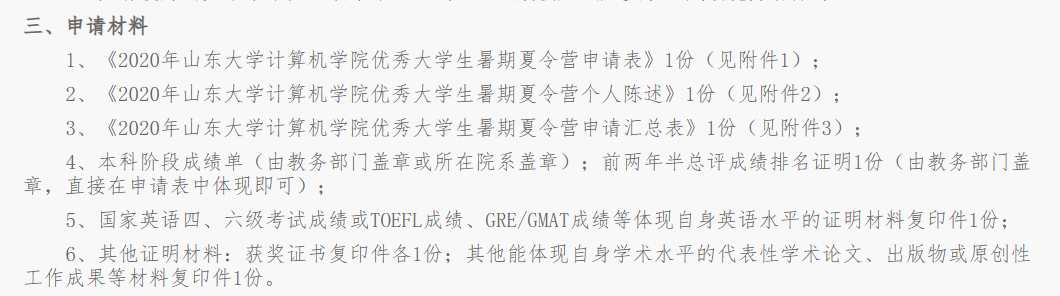 三、申请材料
1、《2020年山东大学计算机学院优秀大学生暑期夏令营申请表》1份（见附件1）；
2、《2020年山东大学计算机学院优秀大学生暑期夏令营个人陈述》1份（见附件2）；
3、《2020年山东大学计算机学院优秀大学生暑期夏令营申请汇总表》1份（见附件3）；
4、本科阶段成绩单（由教务部门盖章或所在院系盖章）；前两年半总评成绩排名证明1份（由教务部门盖
章，直接在申请表中体现即可）；
5、国家英语四、六级考试成绩或TOEFL成绩、GRE/GMAT成绩等体现自身英语水平的证明材料复印件1份；
6、其他证明材料：获奖证书复印件各1份；其他能体现自身学术水平的代表性学术论文、出版物或原创性
工作成果等材料复印件1份。